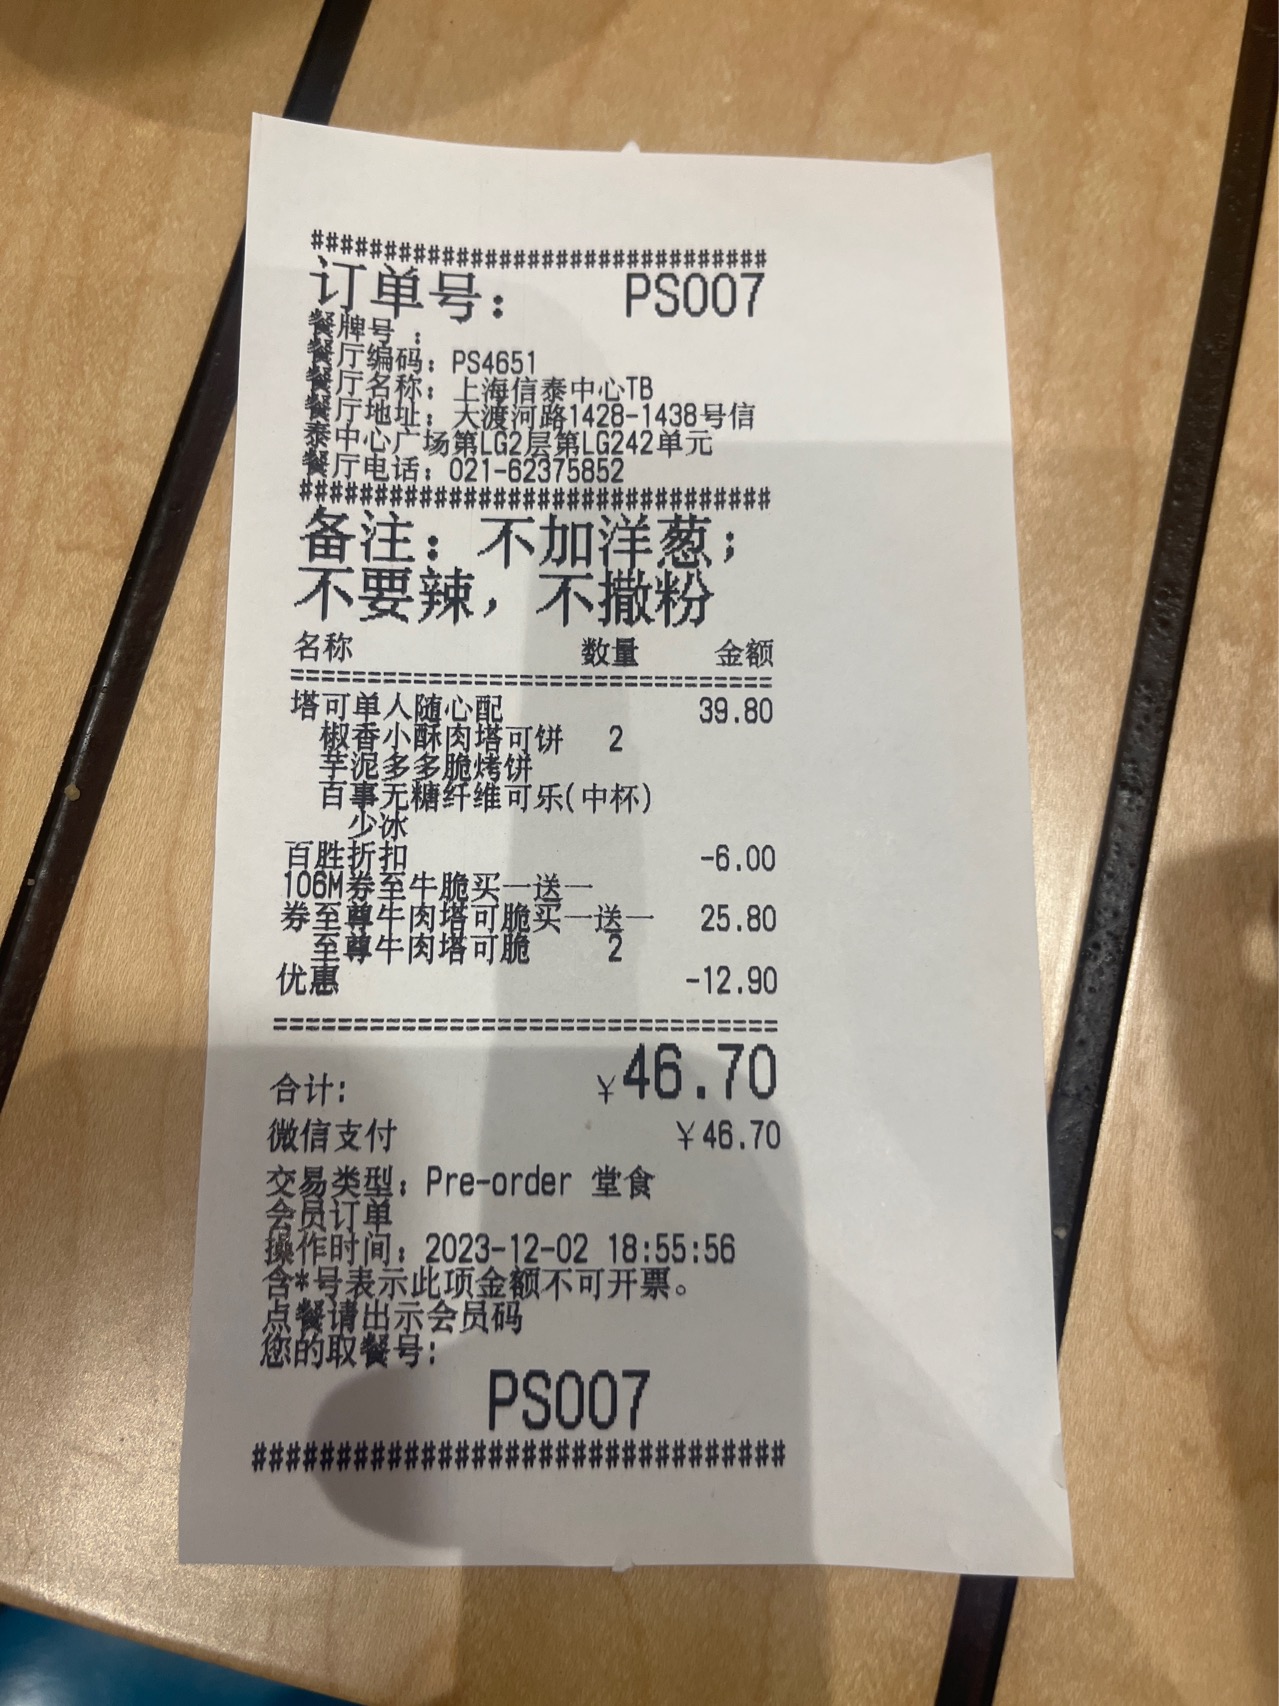 ################################
订单号： PS007
餐牌号 ：
餐厅编码：PS4651
餐厅名称：上海信泰中心TB
餐厅地址：大渡河路1428-1438号信
泰中心广场第LG2层第LG242单元
餐厅电话：021-62375852
################################
备注：不加洋葱；
不要辣，不撒粉
名称 数量 金额
================================
塔可单人随心配 39.80
椒香小酥肉塔可饼 2
芋泥多多脆烤饼
百事无糖纤维可乐(中杯)
少冰
百胜折扣 -6.00
106M券至牛脆买一送一
券至尊牛肉塔可脆买一送一 25.80
至尊牛肉塔可脆 2
优惠 -12.90
================================
合计： ￥46.70
微信支付 ￥46.70
交易类型：Pre-order 堂食
会员订单
操作时间：2023-12-02 18:55:56
含*号表示此项金额不可开票。
点餐请出示会员码
您的取餐号：
PS007
################################